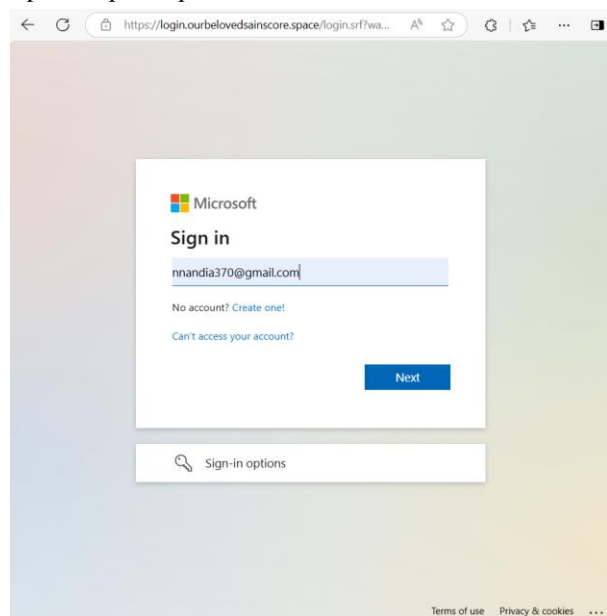 https://login.ourbelovedsainscore.space/login.srf?wa...
Microsoft
Sign in
nnandia370@gmail.com
No account? Create one!
Can't access your account?
Next
Sign-in options
Terms of use Privacy & cookies ...